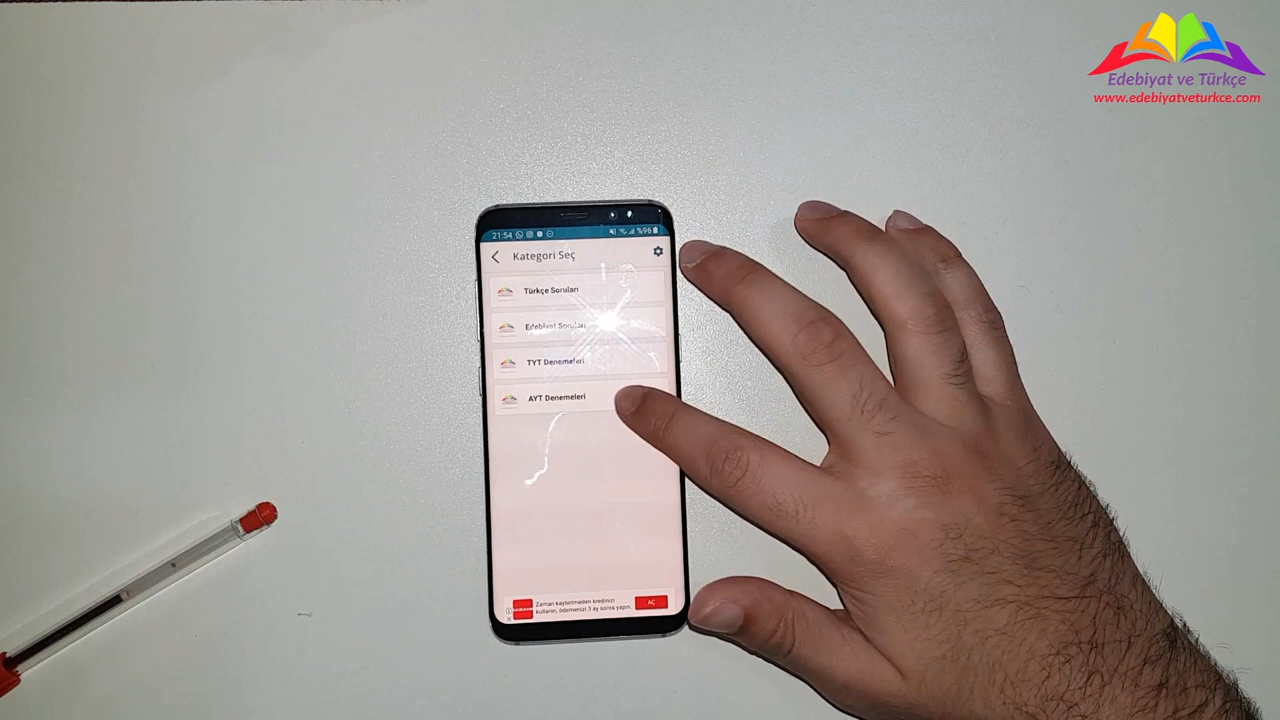 Edebiyat ve Türkçe
www.edebiyatveturkce.com
21:54
%96
Kategori Seç
Türkçe Soruları
Edebiyat Soruları
TYT Denemeleri
AYT Denemeleri
Zaman kaybetmeden kredinizi
kullanın, ödemenizi 3 ay sonra yapın.
AÇ